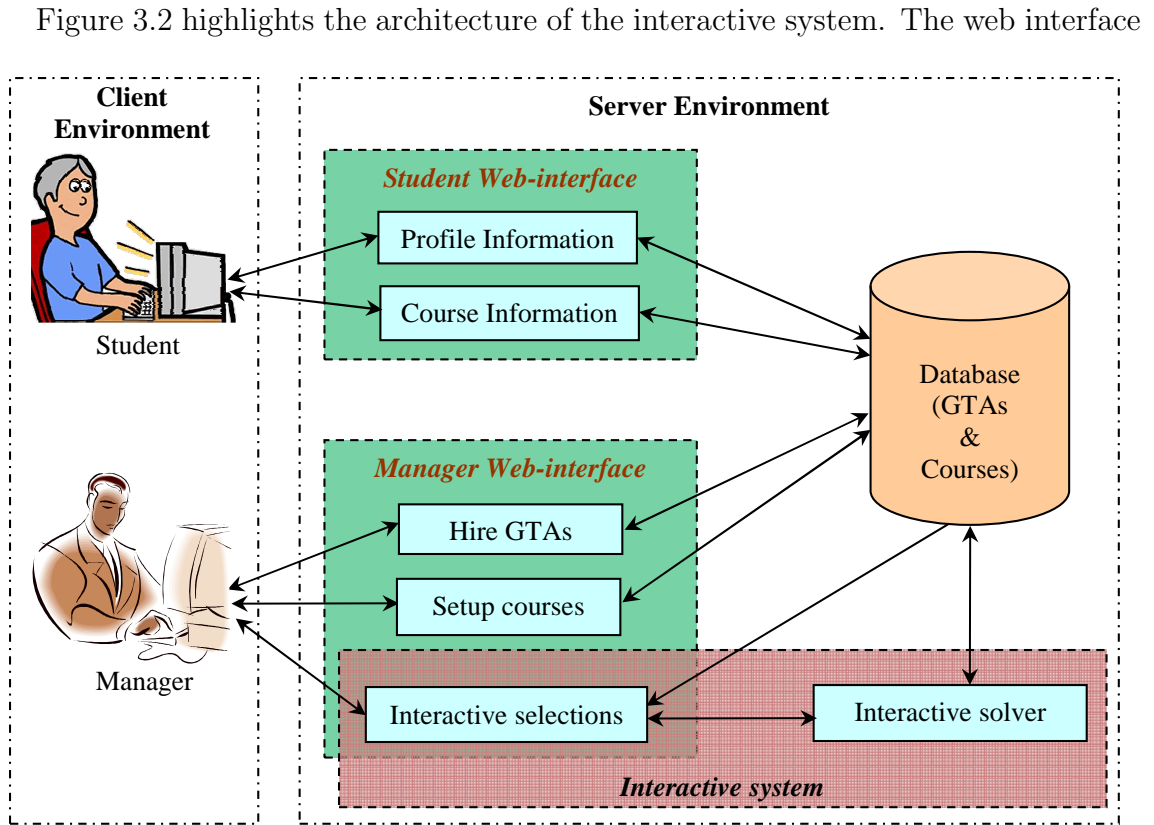 Figure 3.2 highlights the architecture of the interactive system. The web interface
Client
Environment
Student
Manager
Server Environment
Student Web-interface
Profile Information
Course Information
Database
(GTAs
&
Courses)
Manager Web-interface
Hire GTAs
Setup courses
Interactive selections
Interactive solver
Interactive system